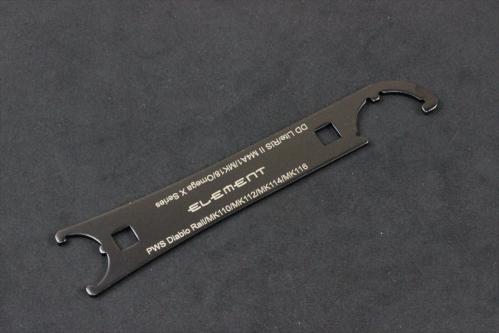 DD Lite/RIS II M4A1/MK18/Omega X Series
ELEMENT
PWS Diablo Rail/MK110/MK112/MK114/MK116